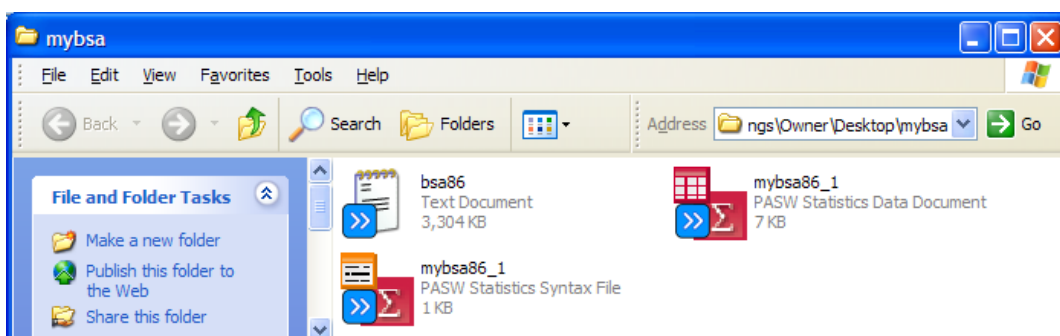 mybsa
File Edit View Favorites Tools Help
Back Search Folders Address ngs\Owner\Desktop\mybsa Go
File and Folder Tasks
Make a new folder
Publish this folder to
the Web
Share this folder
bsa86
Text Document
3,304 KB
mybsa86_1
PASW Statistics Data Document
7 KB
mybsa86_1
PASW Statistics Syntax File
1 KB